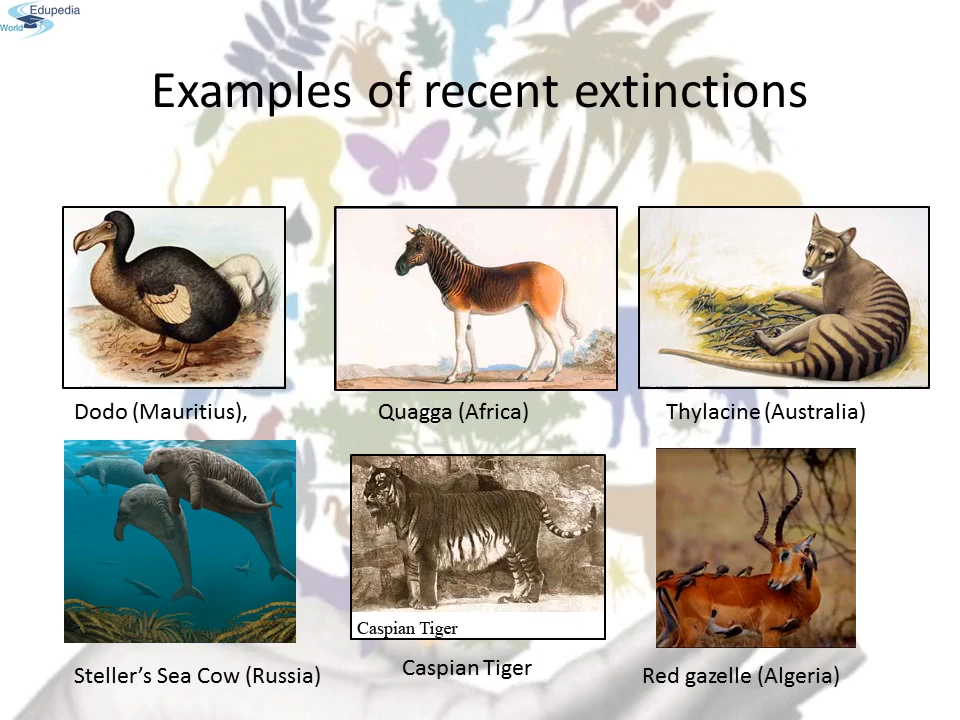 Edupedia
World
Examples of recent extinctions
Dodo (Mauritius),
Quagga (Africa)
Thylacine (Australia)
Caspian Tiger
Steller’s Sea Cow (Russia)
Caspian Tiger
Red gazelle (Algeria)